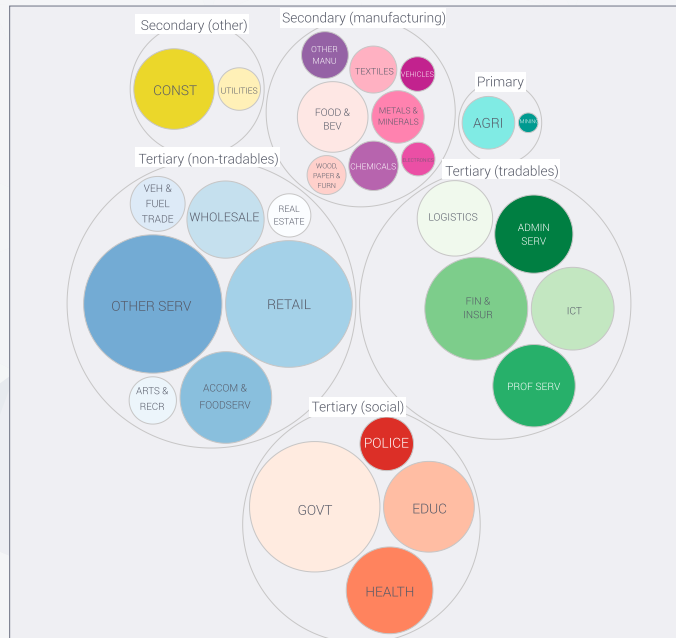 Secondary (other)
CONST
UTILITIES
Secondary (manufacturing)
OTHER
MANU
TEXTILES
VEHICLES
FOOD &
BEV
METALS &
MINERALS
WOOD,
PAPER &
FURN
CHEMICALS
Primary
AGRI
MINING
Tertiary (non-tradables)
VEH &
FUEL
TRADE
WHOLESALE
REAL
ESTATE
OTHER SERV
RETAIL
ARTS &
RECR
ACCOM &
FOODSERV
Tertiary (tradables)
LOGISTICS
ADMIN
SERV
FIN &
INSUR
ICT
PROF SERV
Tertiary (social)
POLICE
GOVT
EDUC
HEALTH